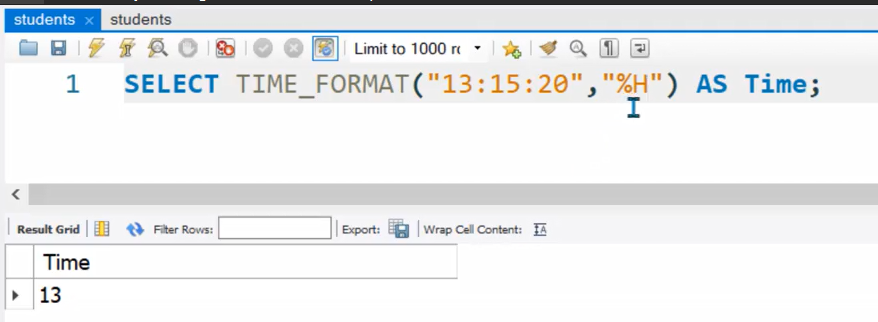 students × students
Limit to 1000 rc
1 SELECT TIME_FORMAT("13:15:20","%H") AS Time;
Result Grid Filter Rows: Export: Wrap Cell Content:
Time
13